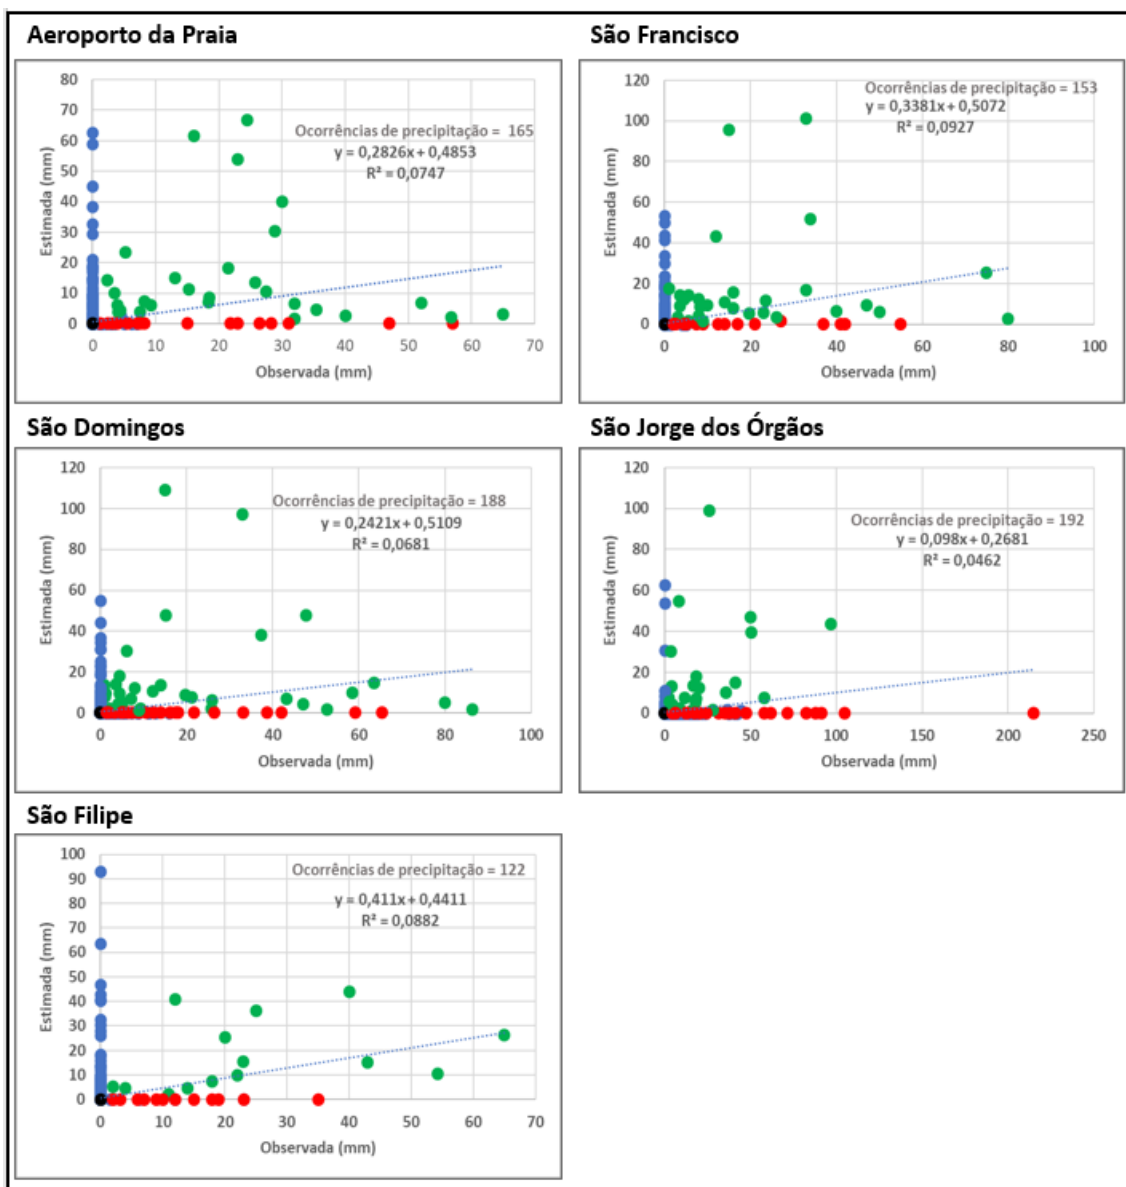 Aeroporto da Praia
80
70
60
50
40
30
20
10
0
Estimada (mm)
Ocorrências de precipitação = 165
y = 0,2826x + 0,4853
R² = 0,0747
0 10 20 30 40 50 60 70
Observada (mm)
São Francisco
120
100
80
60
40
20
0
Estimada (mm)
Ocorrências de precipitação = 153
y = 0,3381x + 0,5072
R² = 0,0927
0 20 40 60 80 100
Observada (mm)
São Domingos
120
100
80
60
40
20
0
Estimada (mm)
Ocorrências de precipitação = 188
y = 0,2421x + 0,5109
R² = 0,0681
0 20 40 60 80 100
Observada (mm)
São Jorge dos Órgãos
120
100
80
60
40
20
0
Estimada (mm)
Ocorrências de precipitação = 192
y = 0,098x + 0,2681
R² = 0,0462
0 50 100 150 200 250
Observada (mm)
São Filipe
100
90
80
70
60
50
40
30
20
10
0
Estimada (mm)
Ocorrências de precipitação = 122
y = 0,411x + 0,4411
R² = 0,0882
0 10 20 30 40 50 60 70
Observada (mm)